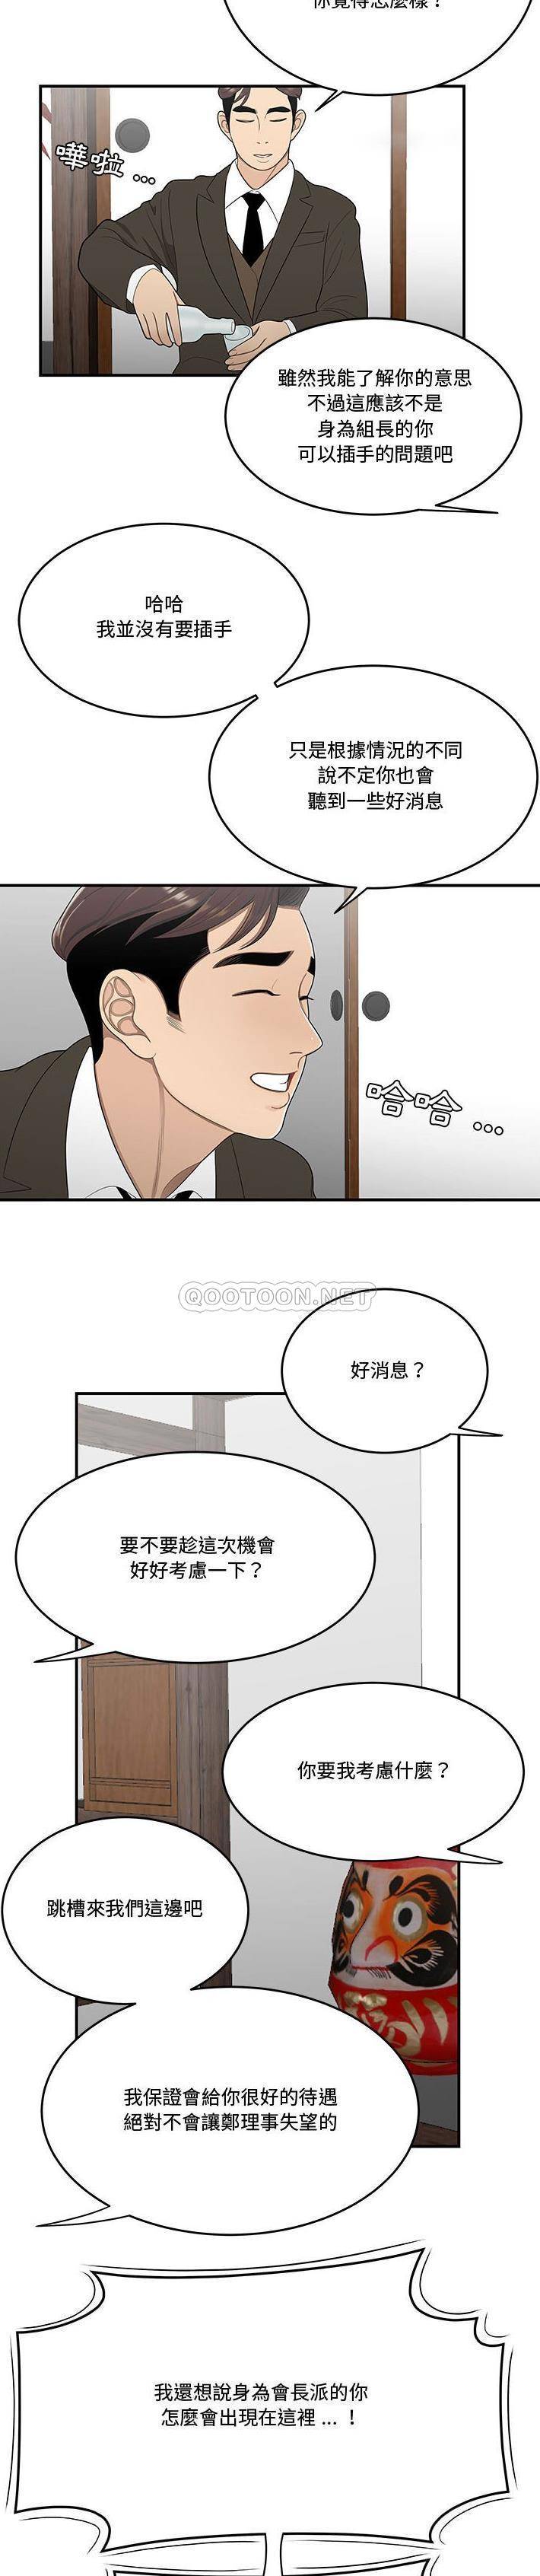 你覺得怎麼樣？
嘩啦...
雖然我能了解你的意思
不過這應該不是
身為組長的你
可以插手的問題吧
哈哈
我並沒有要插手
只是根據情況的不同
說不定你也會
聽到一些好消息
哈哈...
QOOTOON.NET
好消息？
要不要趁這次機會
好好考慮一下？
你要我考慮什麼？
跳槽來我們這邊吧
我保證會給你很好的待遇
絕對不會讓鄭理事失望的
我還想說身為會長派的你
怎麼會出現在這裡...！